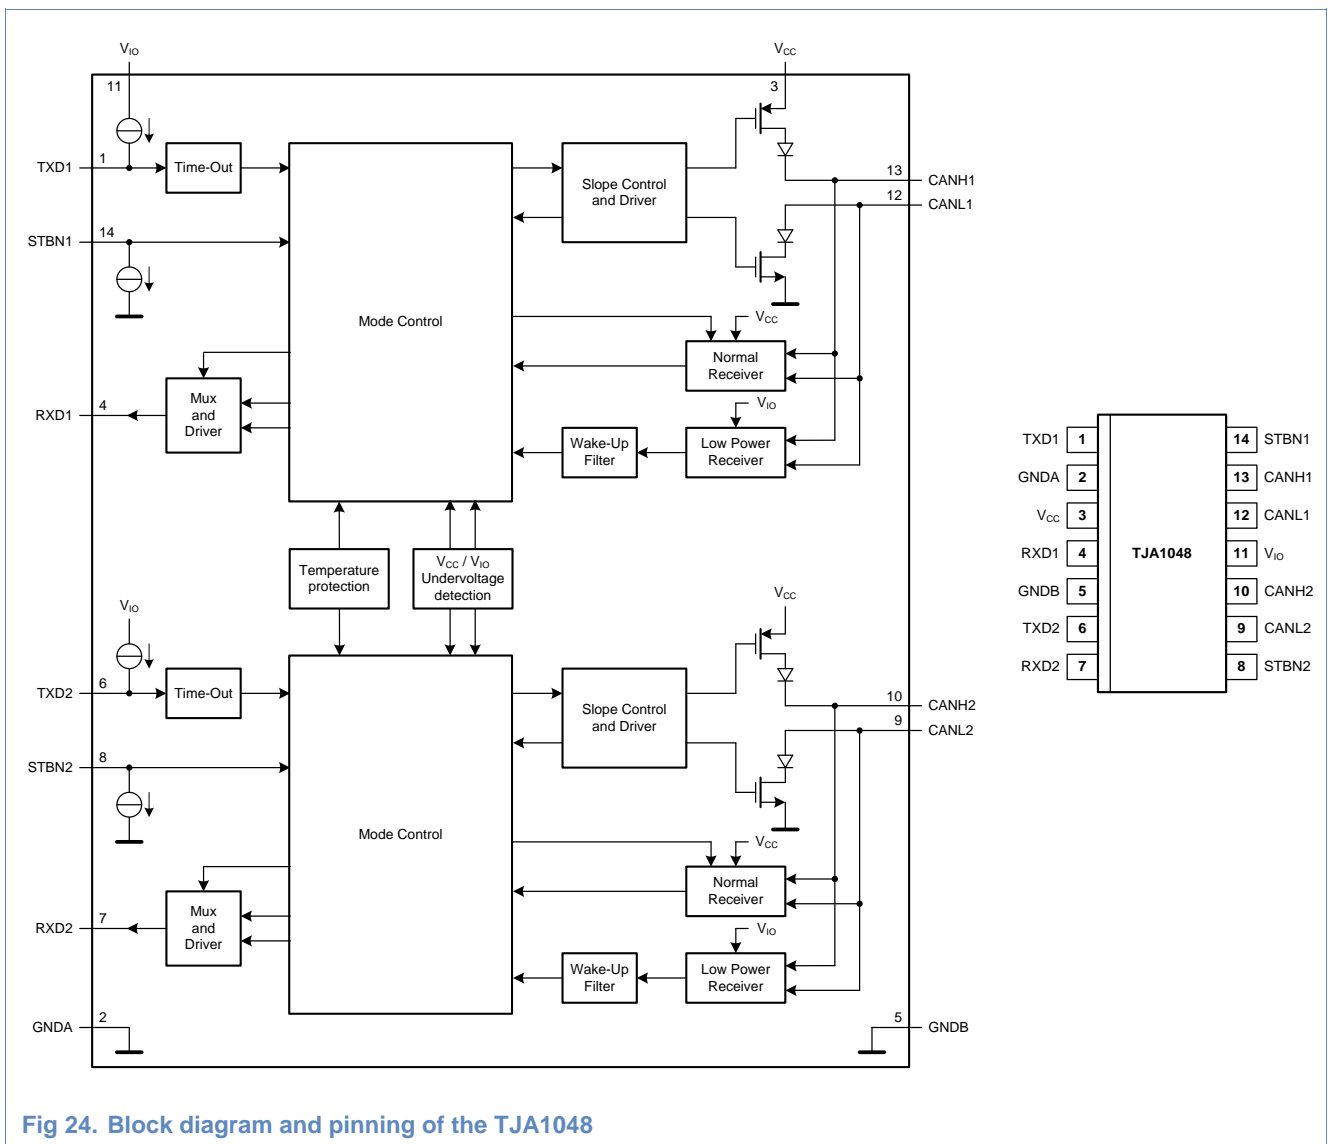 VIO
VCC
11
3
TXD1
1
Time-Out
Slope Control
and Driver
13
CANH1
12
CANL1
STBN1
14
Mode Control
VCC
Normal
Receiver
RXD1
4
Mux
and
Driver
VIO
Wake-Up
Filter
Low Power
Receiver
Temperature
protection
VCC / VIO
Undervoltage
detection
VIO
VCC
TXD2
6
Time-Out
Slope Control
and Driver
10
CANH2
9
CANL2
STBN2
8
Mode Control
VCC
Normal
Receiver
RXD2
7
Mux
and
Driver
VIO
Wake-Up
Filter
Low Power
Receiver
GNDA
2
5
GNDB
TXD1 1
GNDA 2
VCC 3
RXD1 4
GNDB 5
TXD2 6
RXD2 7
TJA1048
14 STBN1
13 CANH1
12 CANL1
11 VIO
10 CANH2
9 CANL2
8 STBN2
Fig 24. Block diagram and pinning of the TJA1048